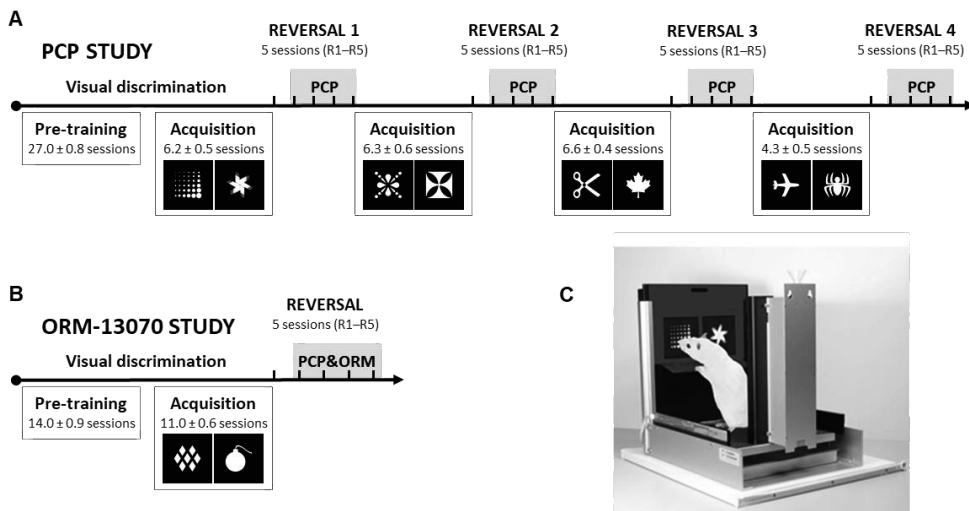 A
PCP STUDY
REVERSAL 1
5 sessions (R1–R5)
REVERSAL 2
5 sessions (R1–R5)
REVERSAL 3
5 sessions (R1–R5)
REVERSAL 4
5 sessions (R1–R5)
Visual discrimination
PCP
PCP
PCP
PCP
Pre-training
27.0 ± 0.8 sessions
Acquisition
6.2 ± 0.5 sessions
Acquisition
6.3 ± 0.6 sessions
Acquisition
6.6 ± 0.4 sessions
Acquisition
4.3 ± 0.5 sessions
B
ORM-13070 STUDY
REVERSAL
5 sessions (R1–R5)
Visual discrimination
PCP&ORM
Pre-training
14.0 ± 0.9 sessions
Acquisition
11.0 ± 0.6 sessions
C